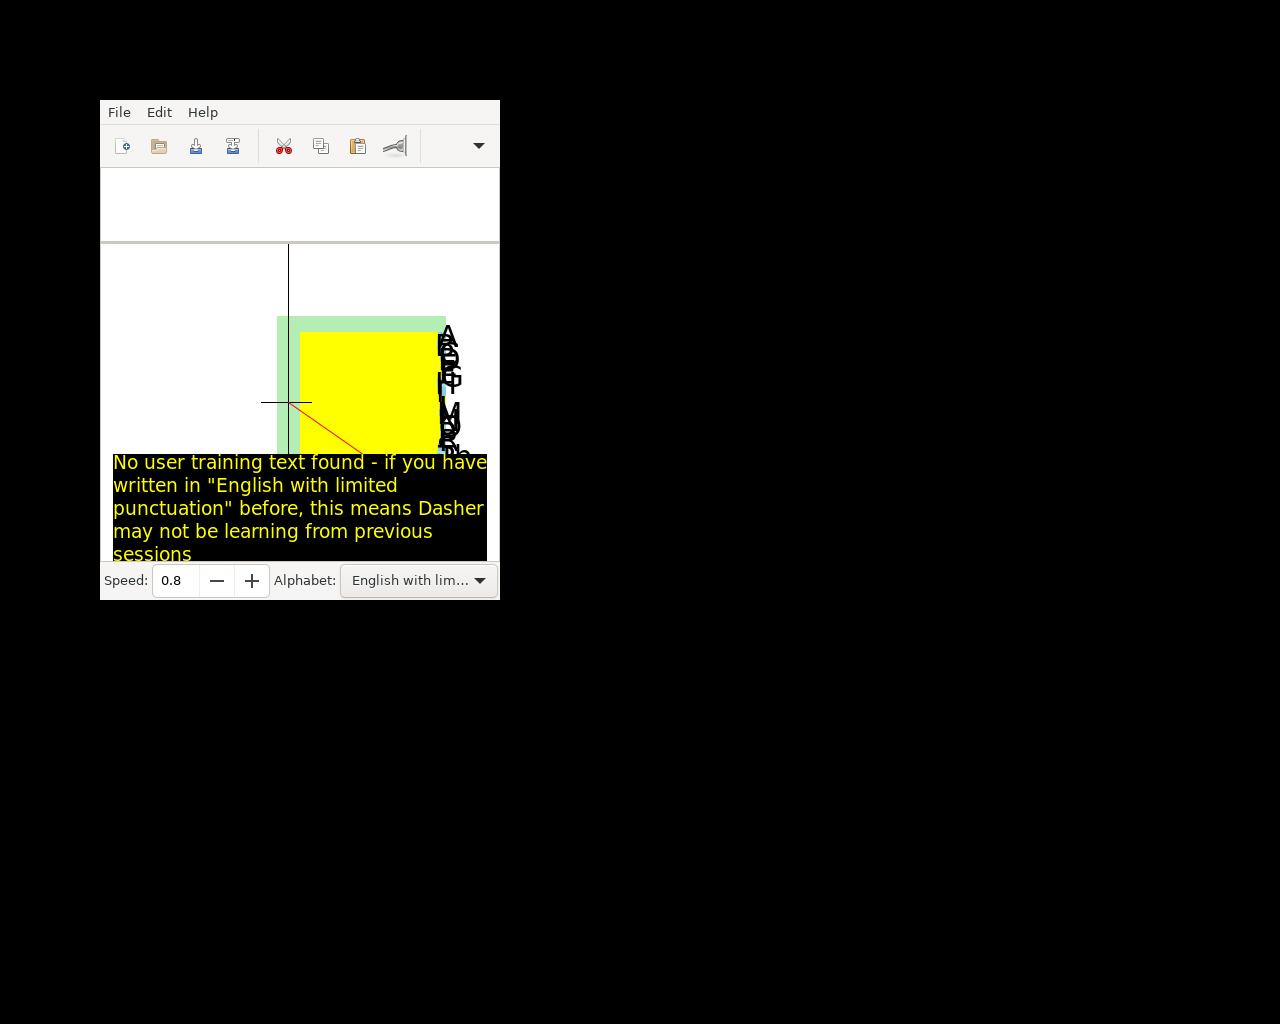 File Edit Help
A
No user training text found - if you have
written in "English with limited
punctuation" before, this means Dasher
may not be learning from previous
sessions
Speed: 0.8 Alphabet: English with lim...